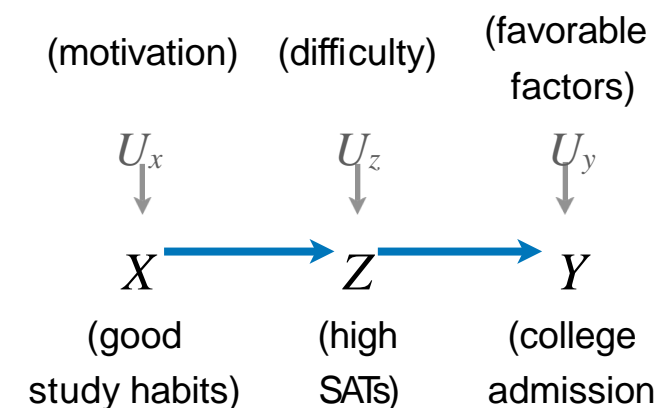 (motivation) (difficulty) (favorable
factors)
Ux Uz Uy
X Z Y
(good (high (college
study habits) SATs) admission